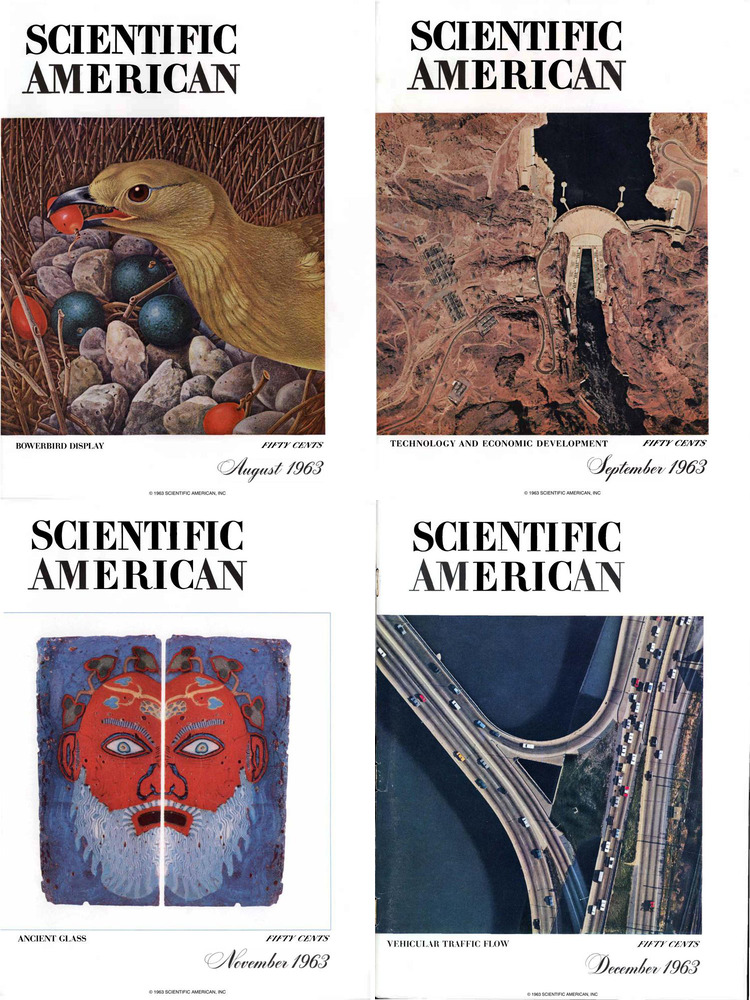 SCIENTIFIC
AMERICAN
BOWERBIRD DISPLAY
FIFTY CENTS
August 1963
© 1963 SCIENTIFIC AMERICAN, INC
SCIENTIFIC
AMERICAN
TECHNOLOGY AND ECONOMIC DEVELOPMENT
FIFTY CENTS
September 1963
© 1963 SCIENTIFIC AMERICAN, INC
SCIENTIFIC
AMERICAN
ANCIENT GLASS
FIFTY CENTS
November 1963
© 1963 SCIENTIFIC AMERICAN, INC
SCIENTIFIC
AMERICAN
VEHICULAR TRAFFIC FLOW
FIFTY CENTS
December 1963
© 1963 SCIENTIFIC AMERICAN, INC